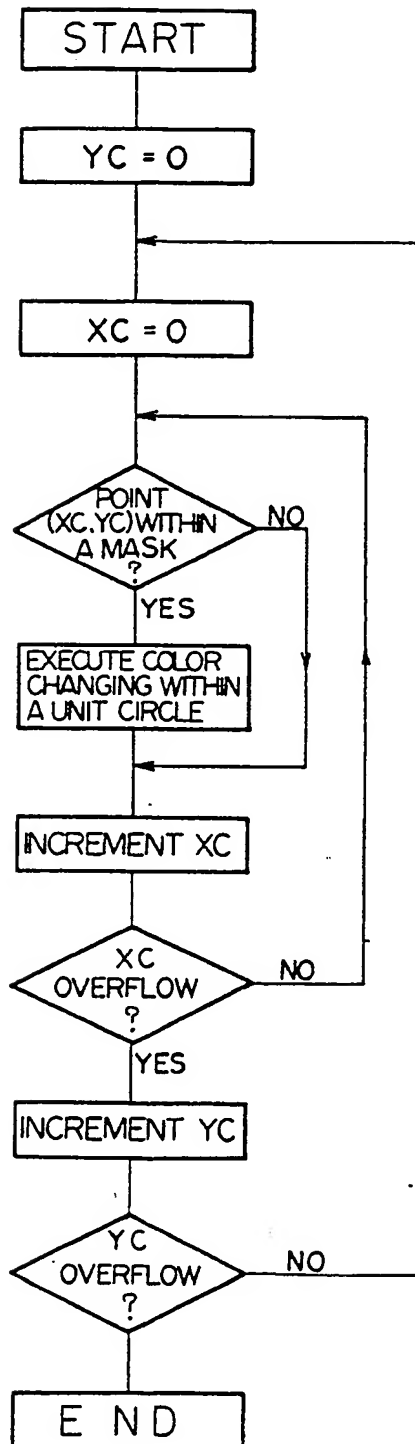 START
YC = 0
XC = 0
POINT
(XC.YC) WITHIN
A MASK
?
NO
YES
EXECUTE COLOR
CHANGING WITHIN
A UNIT CIRCLE
INCREMENT XC
XC
OVERFLOW
?
NO
YES
INCREMENT YC
YC
OVERFLOW
?
NO
END